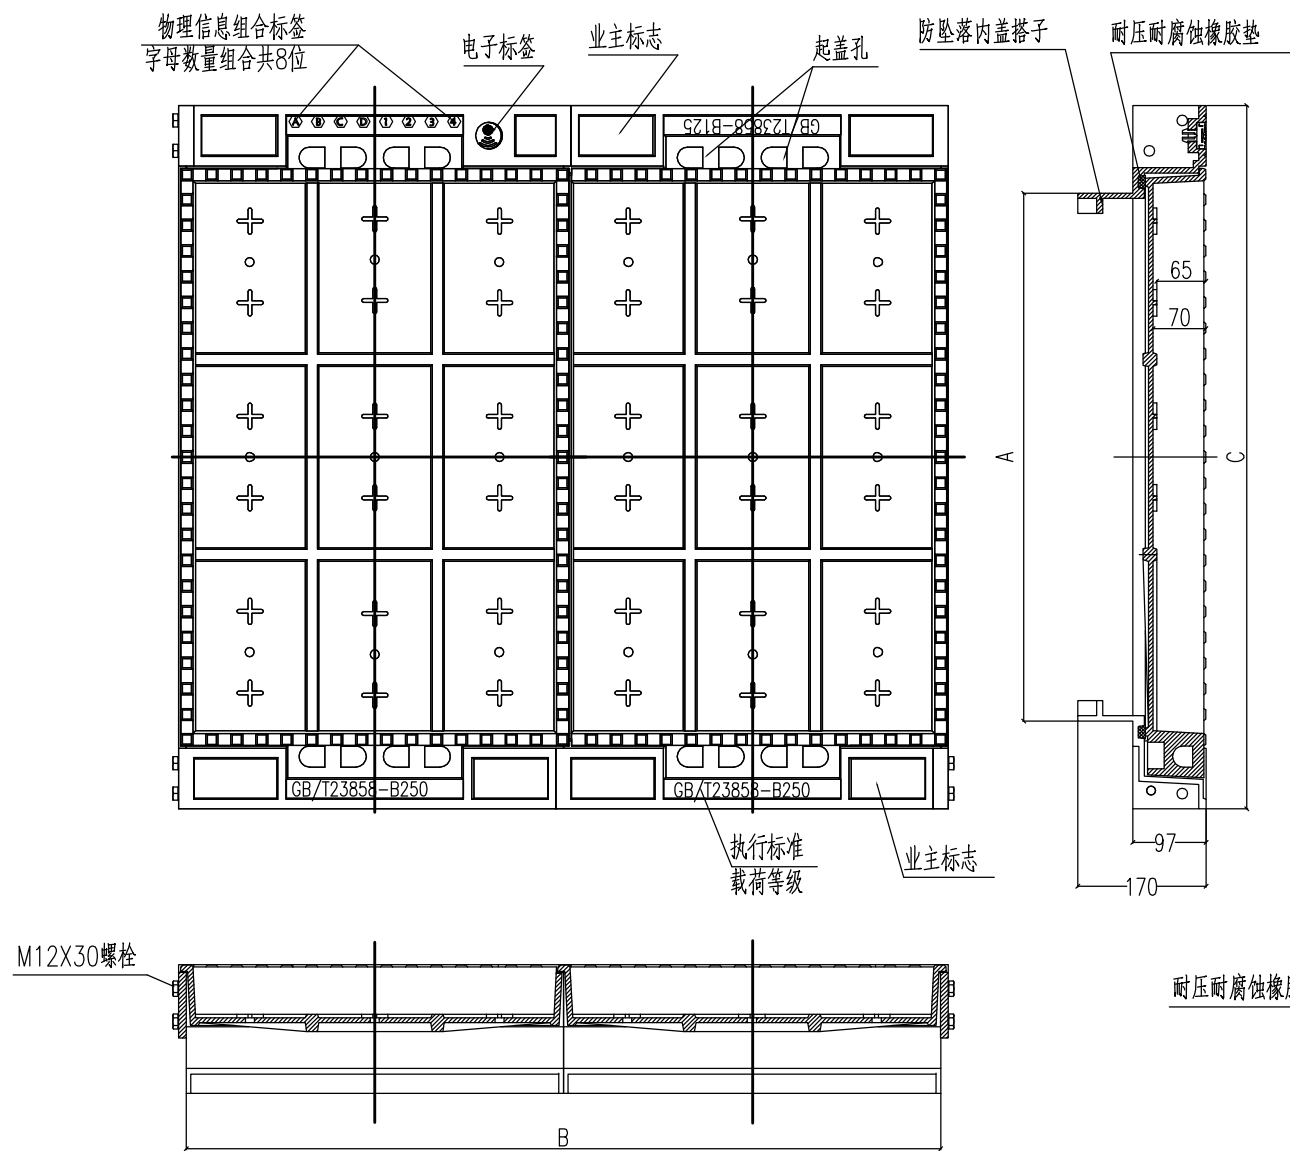 物理信息组合标签
字母数量组合共8位
电子标签
业主标志
起盖孔
防坠落内盖搭子
耐压耐腐蚀橡胶垫
A B C D 1 2 3 4
GB/T23858-B125
65
70
A
C
GB/T23858-B250
GB/T23858-B250
执行标准
载荷等级
业主标志
97
170
M12X30螺栓
耐压耐腐蚀橡
B